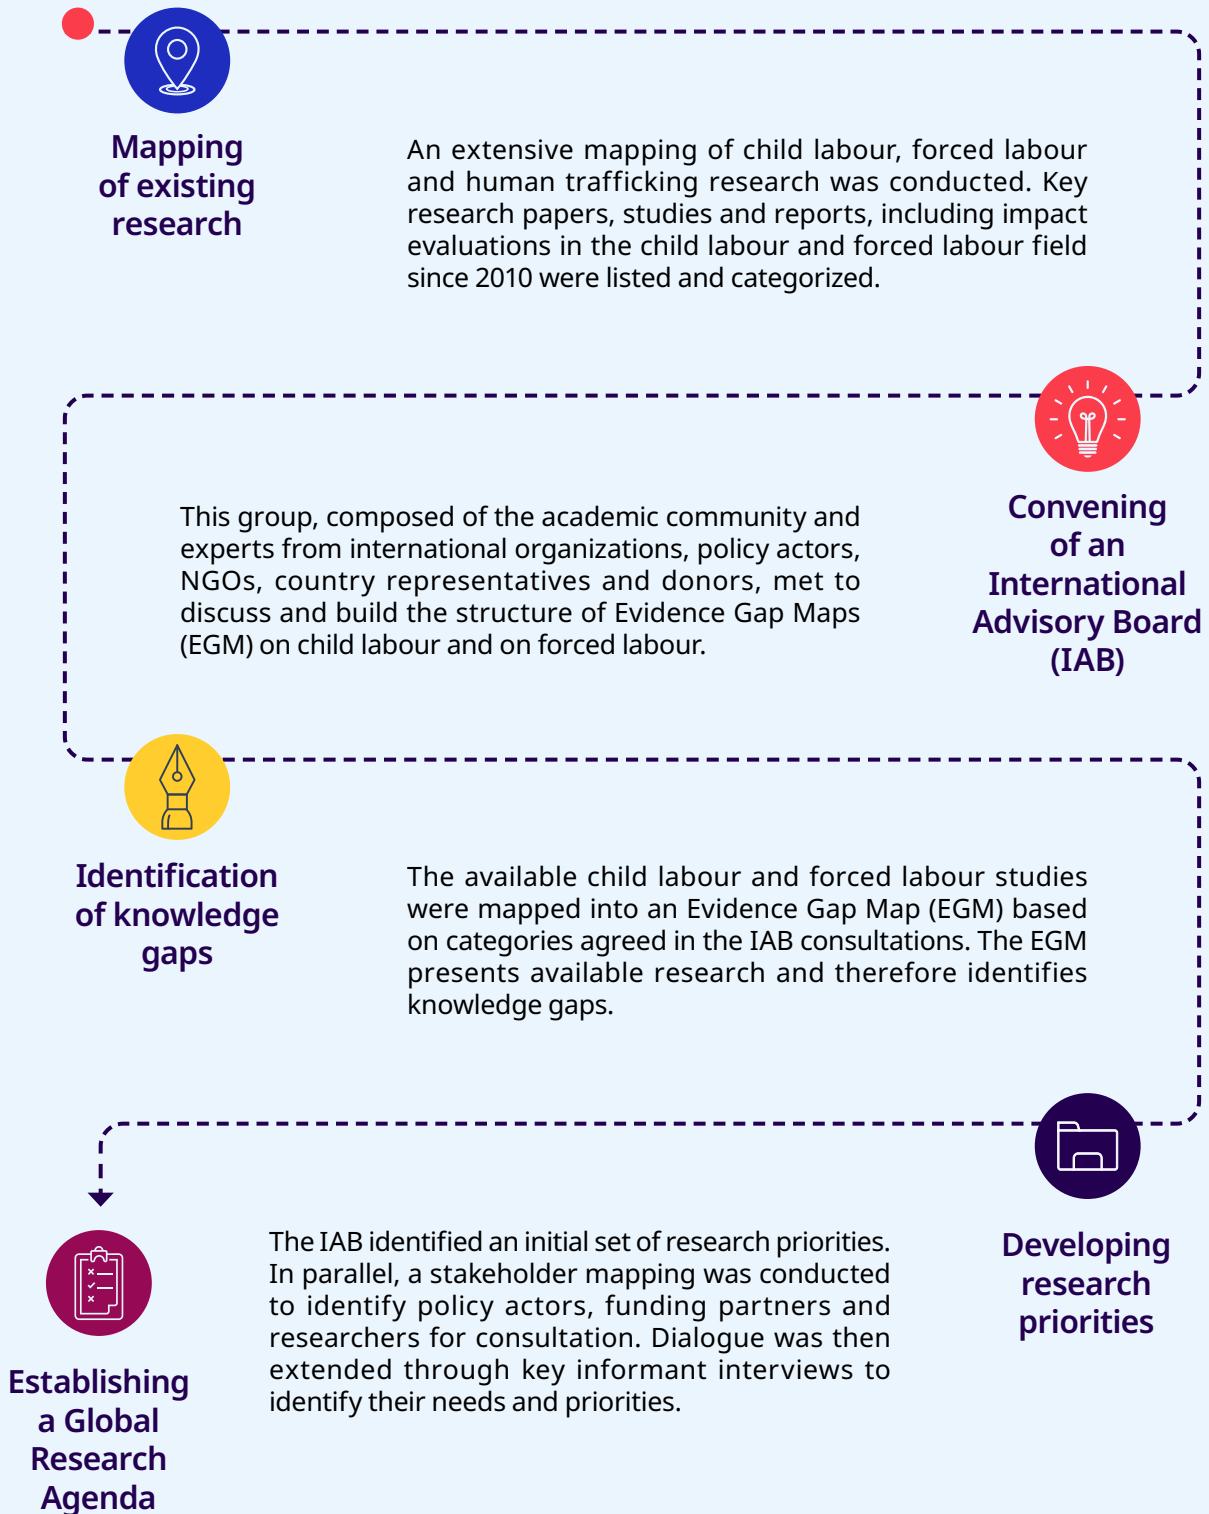 Mapping
of existing
research
An extensive mapping of child labour, forced labour
and human trafficking research was conducted. Key
research papers, studies and reports, including impact
evaluations in the child labour and forced labour field
since 2010 were listed and categorized.
This group, composed of the academic community and
experts from international organizations, policy actors,
NGOs, country representatives and donors, met to
discuss and build the structure of Evidence Gap Maps
(EGM) on child labour and on forced labour.
Convening
of an
International
Advisory Board
(IAB)
Identification
of knowledge
gaps
The available child labour and forced labour studies
were mapped into an Evidence Gap Map (EGM) based
on categories agreed in the IAB consultations. The EGM
presents available research and therefore identifies
knowledge gaps.
The IAB identified an initial set of research priorities.
In parallel, a stakeholder mapping was conducted
to identify policy actors, funding partners and
researchers for consultation. Dialogue was then
extended through key informant interviews to
identify their needs and priorities.
Developing
research
priorities
Establishing
a Global
Research
Agenda